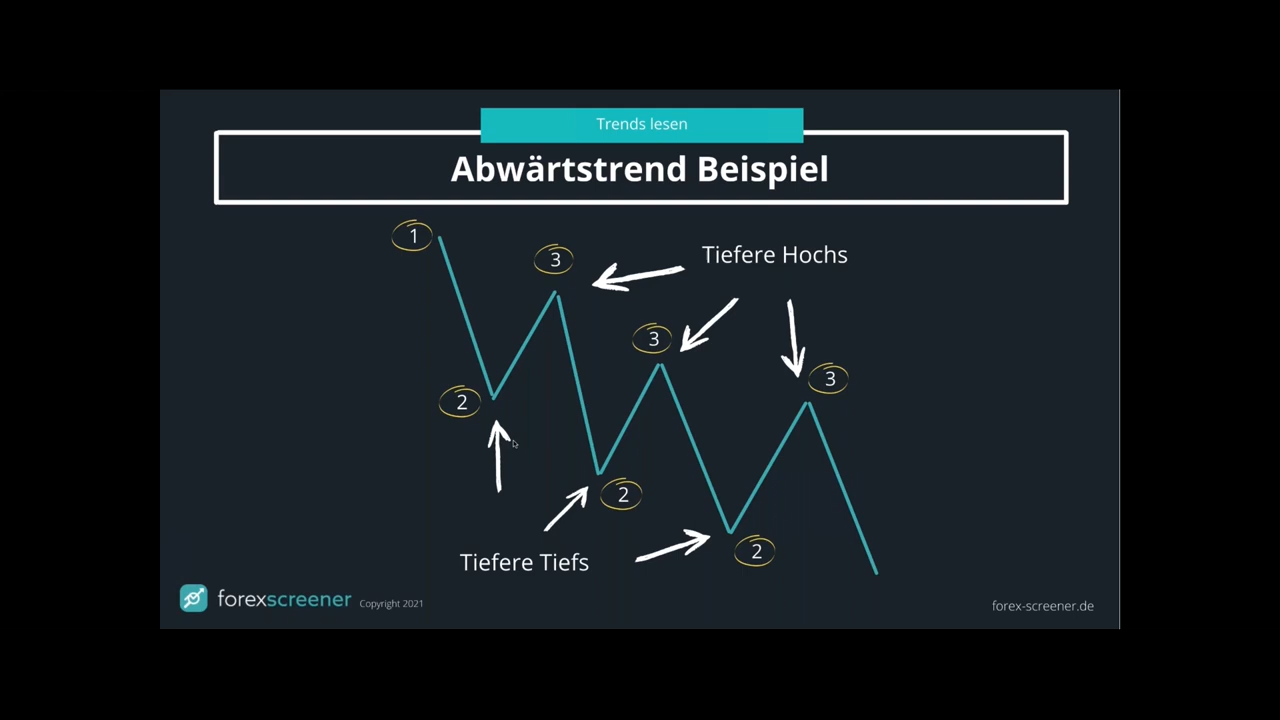 Trends lesen
Abwärtstrend Beispiel
1
3
Tiefere Hochs
3
3
2
2
2
Tiefere Tiefs
forexscreener Copyright 2021
forex-screener.de